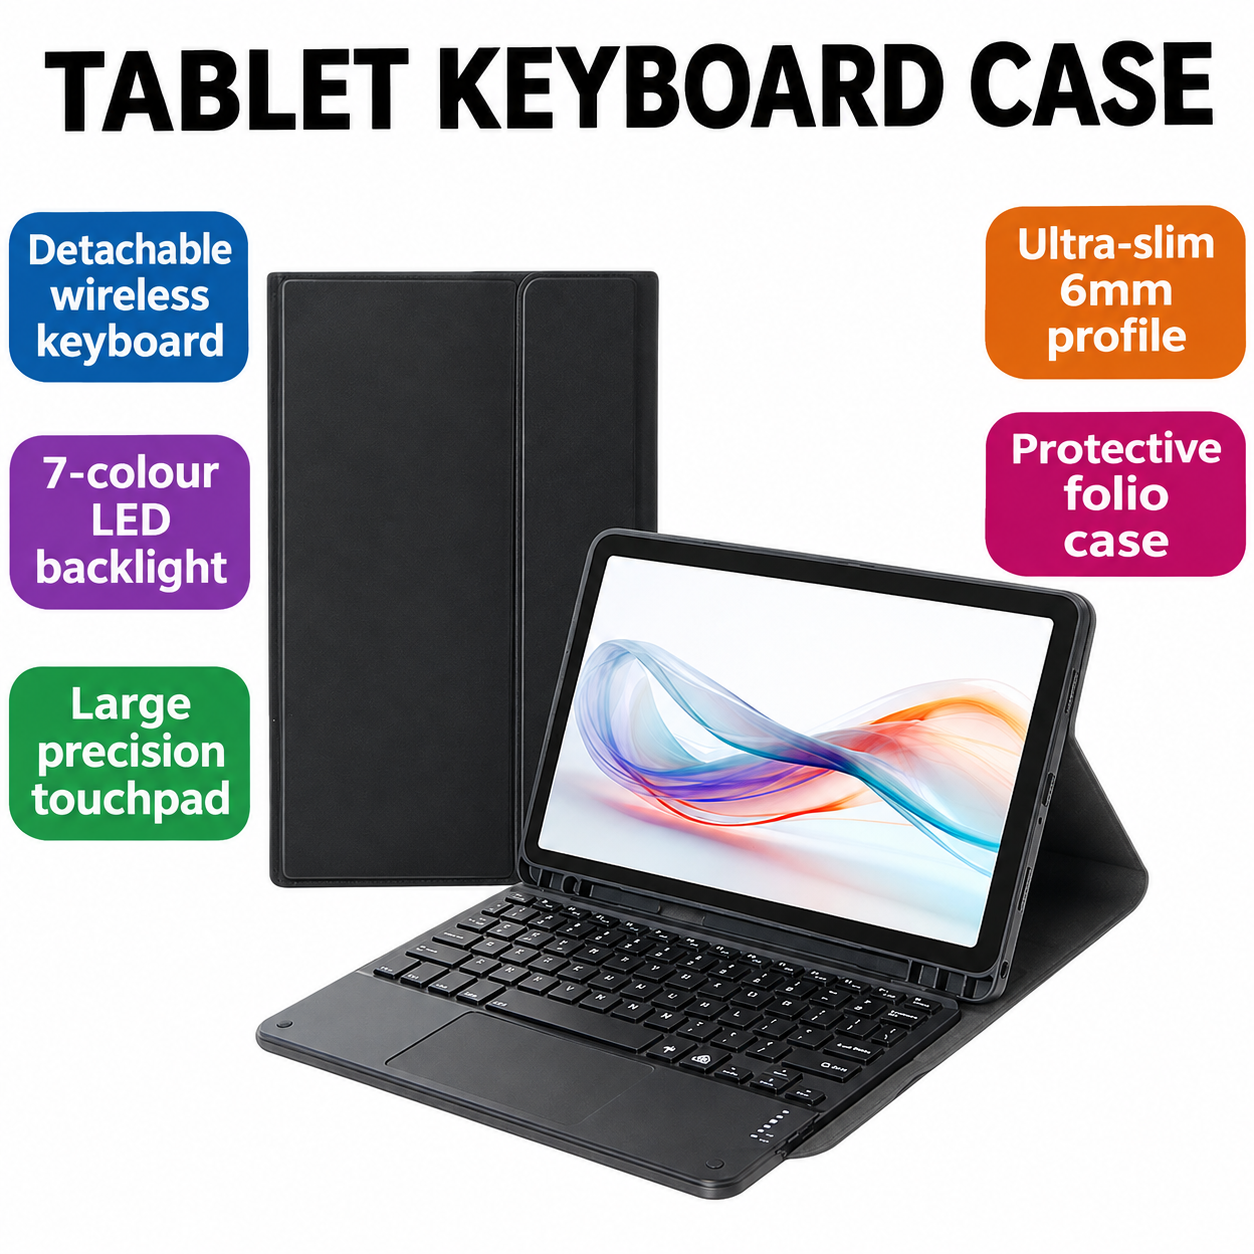 TABLET KEYBOARD CASE
Detachable
wireless
keyboard
7-colour
LED
backlight
Large
precision
touchpad
Ultra-slim
6mm
profile
Protective
folio
case